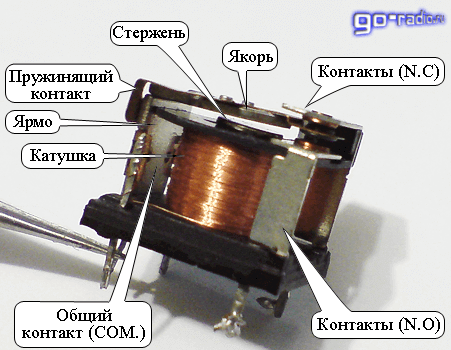 go-radio.ru
Стержень
Якорь
Контакты (N.C)
Пружинящий
контакт
Ярмо
Катушка
Общий
контакт (COM.)
Контакты (N.O)